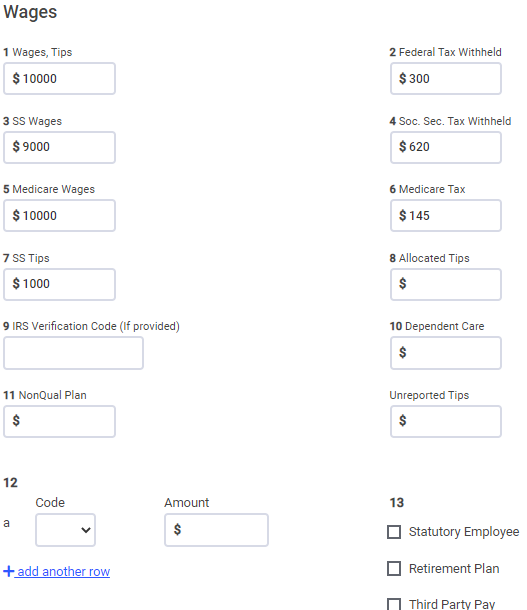 Wages
1 Wages, Tips
2 Federal Tax Withheld
$ 10000
$ 300
3 SS Wages
4 Soc. Sec. Tax Withheld
$ 9000
$ 620
5 Medicare Wages
6 Medicare Tax
$ 10000
$ 145
7 SS Tips
8 Allocated Tips
$ 1000
$
9 IRS Verification Code (If provided)
10 Dependent Care
$
11 NonQual Plan
Unreported Tips
$
$
12
Code
Amount
13
a
$
Statutory Employee
+ add another row
Retirement Plan
Third Party Pay